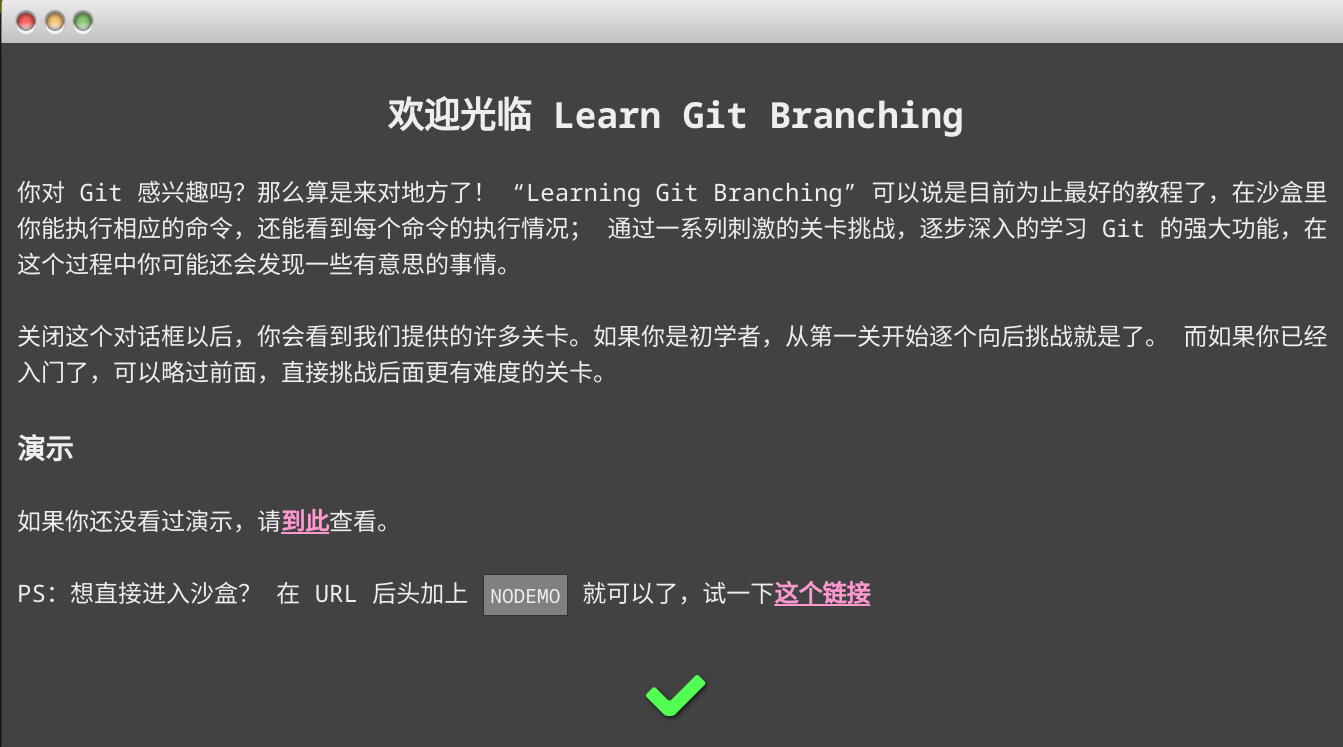 欢迎光临 Learn Git Branching
你对 Git 感兴趣吗？那么算是来对地方了！ “Learning Git Branching” 可以说是目前为止最好的教程了，在沙盒里
你能执行相应的命令，还能看到每个命令的执行情况； 通过一系列刺激的关卡挑战，逐步深入的学习 Git 的强大功能，在
这个过程中你可能还会发现一些有意思的事情。
关闭这个对话框以后，你会看到我们提供的许多关卡。如果你是初学者，从第一关开始逐个向后挑战就是了。 而如果你已经
入门了，可以略过前面，直接挑战后面更有难度的关卡。
演示
如果你还没看过演示，请到此查看。
PS：想直接进入沙盒？ 在 URL 后头加上 NODEMO 就可以了，试一下这个链接